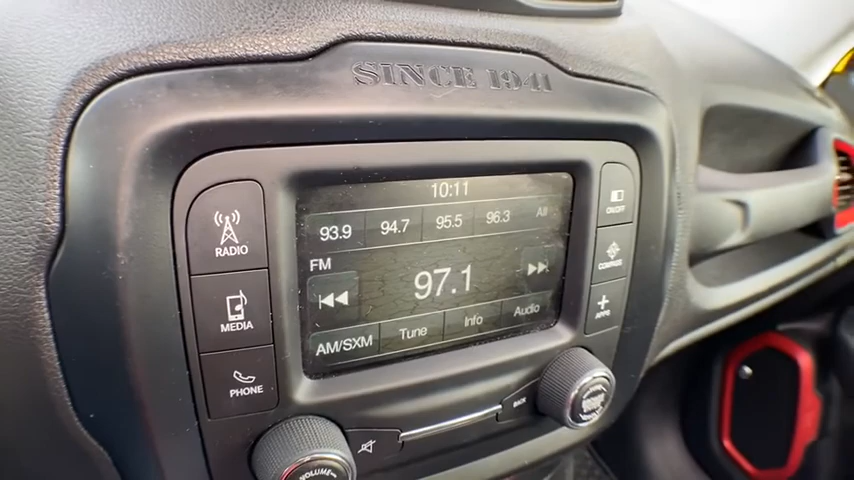 SINCE 1941
10:11
93.9 94.7 95.5 96.3 All
FM
97.1
AM/SXM Tune Info Audio
RADIO
MEDIA
PHONE
ON/OFF
COMPASS
APPS
BACK
VOLUME